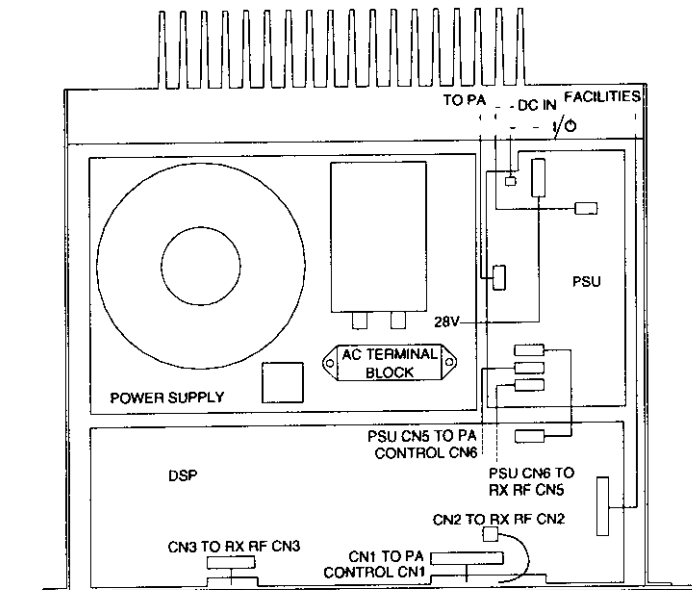 TO PA
DC IN
FACILITIES
I/⏻
PSU
28V
AC TERMINAL
BLOCK
POWER SUPPLY
PSU CN5 TO PA
CONTROL CN6
DSP
PSU CN6 TO
RX RF CN5
CN2 TO RX RF CN2
CN3 TO RX RF CN3
CN1 TO PA
CONTROL CN1